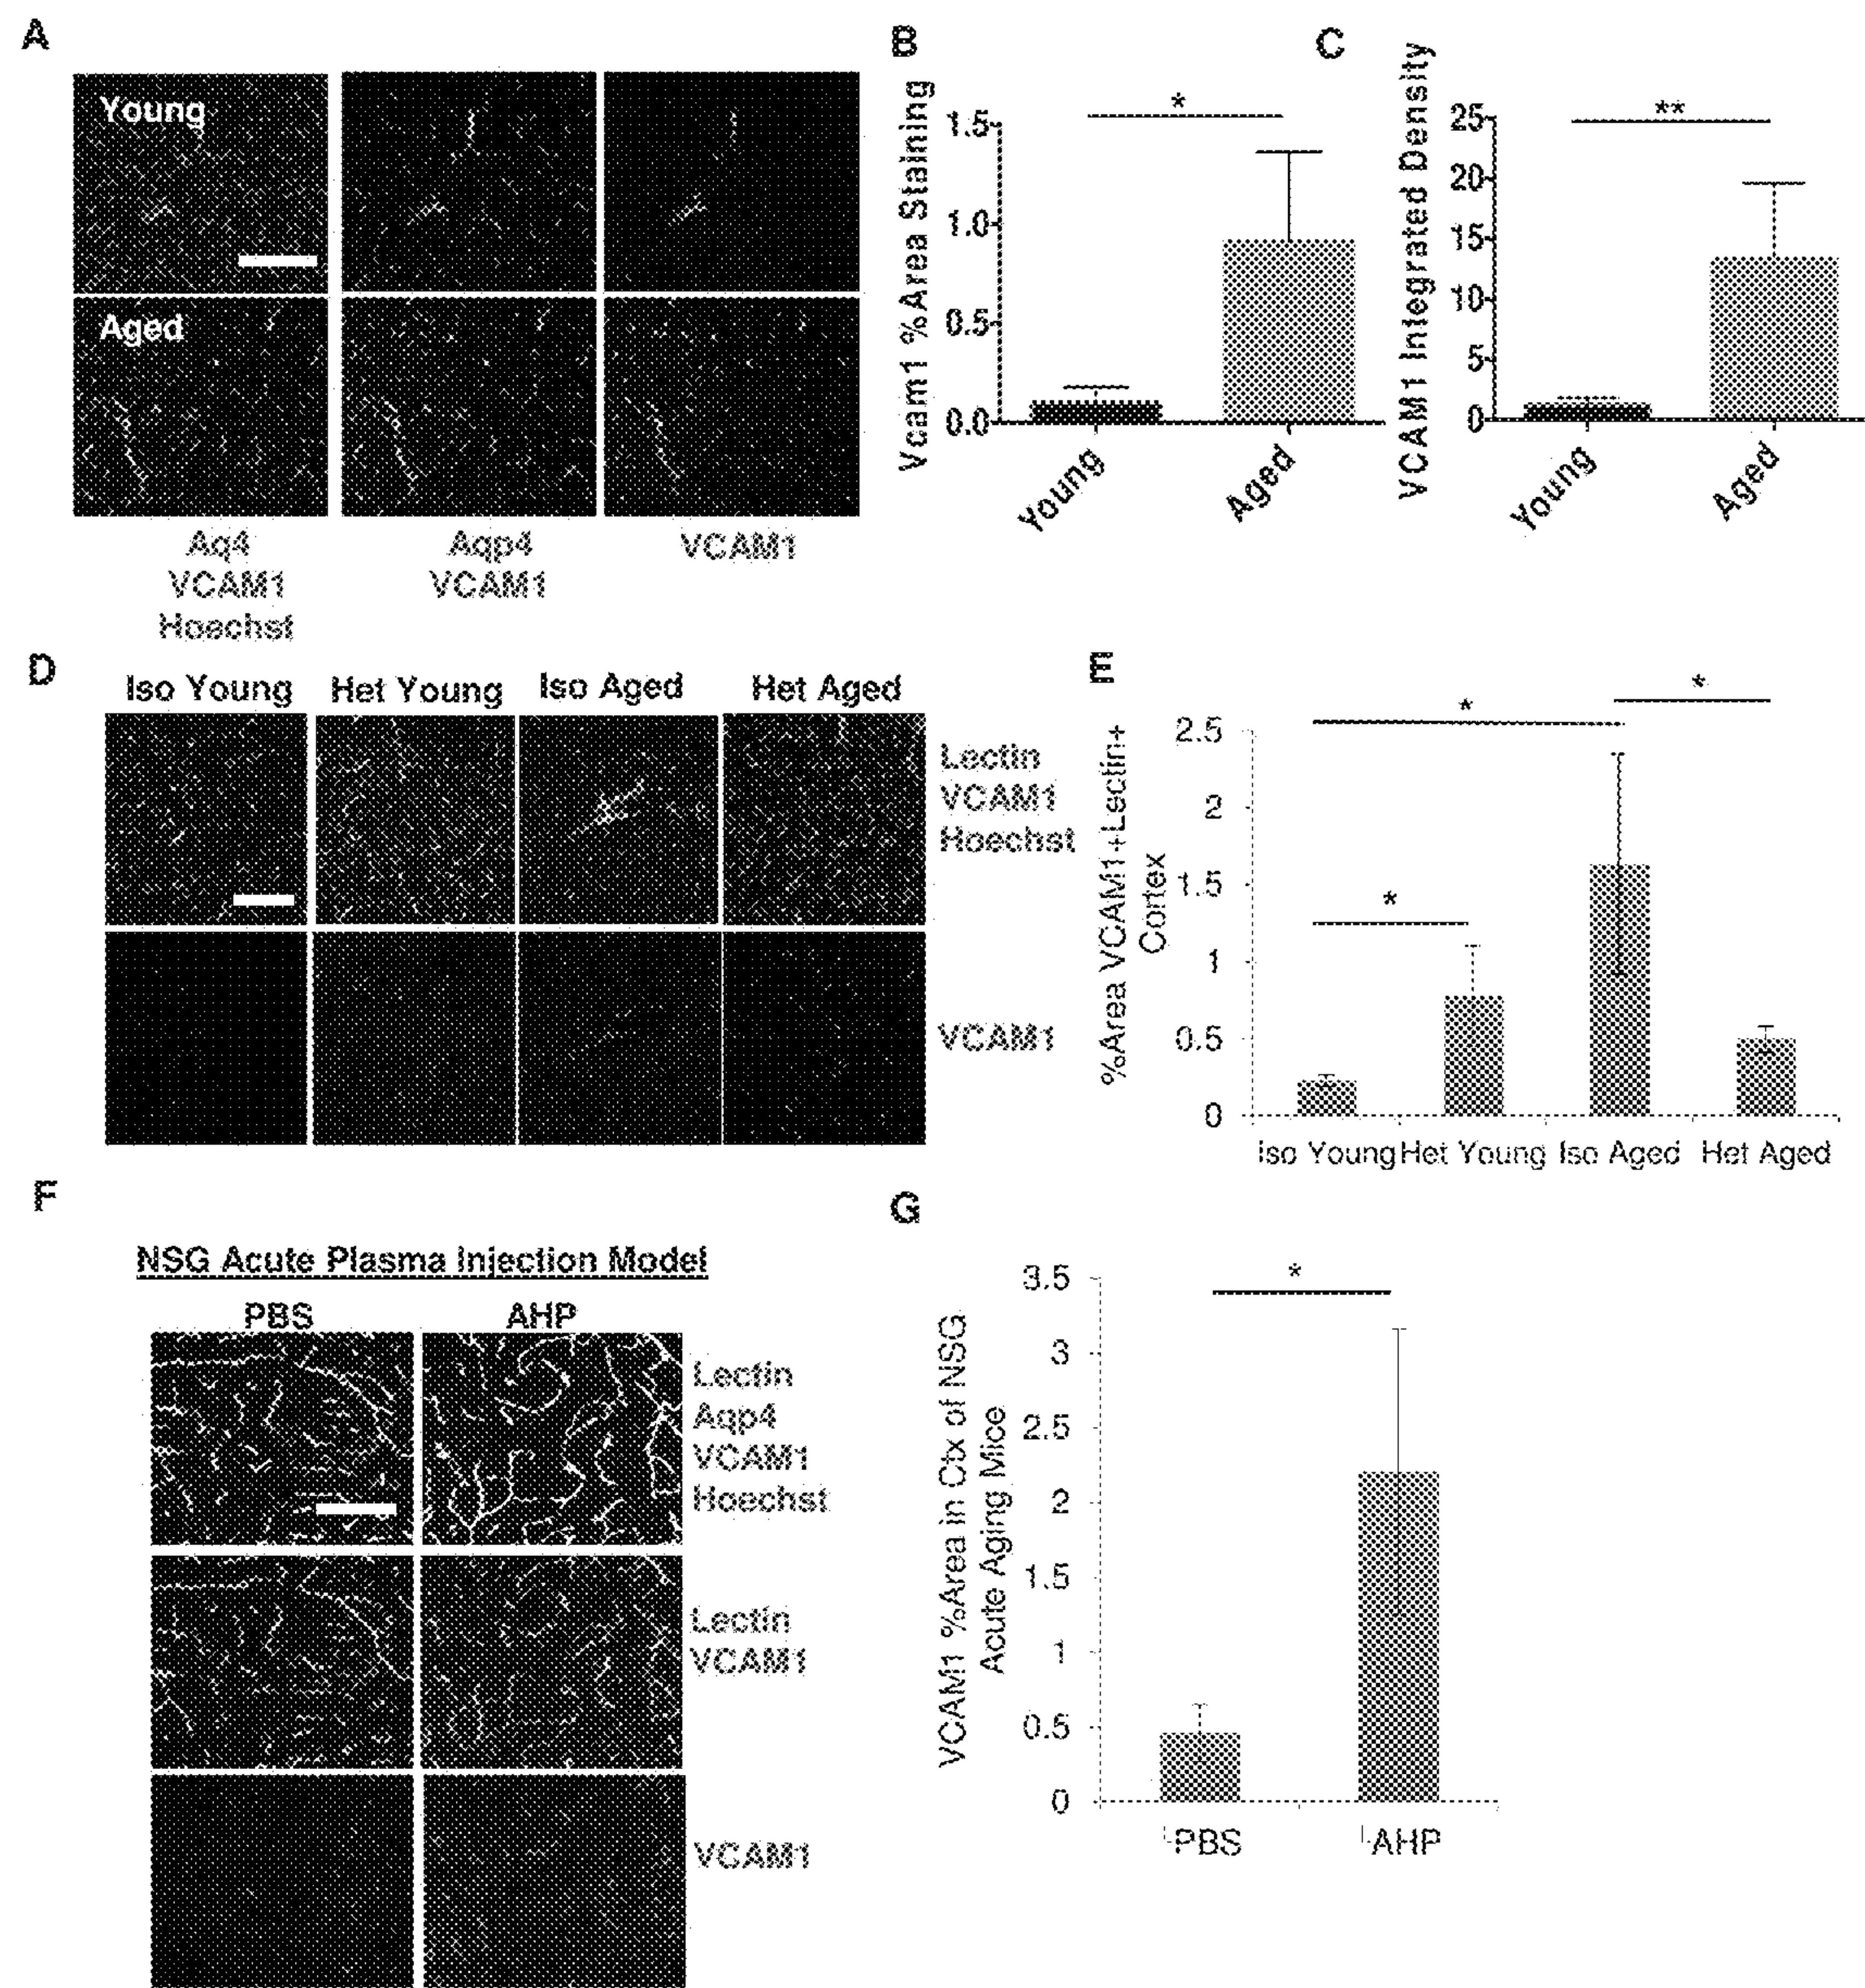 A
Young
Aged
Aq4
VCAM1
Hoechst
Aqp4
VCAM1
VCAM1
B
Vcam1 %Area Staining
1.5
1.0
0.5
0.0
*
Young
Aged
C
VCAM1 Integrated Density
25
20
15
10
5
0
**
Young
Aged
D
Iso Young
Het Young
Iso Aged
Het Aged
Lectin
VCAM1
Hoechst
VCAM1
E
%Area VCAM1+Lectin+
Cortex
2.5
2
1.5
1
0.5
0
*
*
*
Iso Young
Het Young
Iso Aged
Het Aged
F
NSG Acute Plasma Injection Model
PBS
AHP
Lectin
Aqp4
VCAM1
Hoechst
Lectin
VCAM1
VCAM1
G
VCAM1 %Area in Ctx of NSG
Acute Aging Mice
3.5
3
2.5
2
1.5
1
0.5
0
*
PBS
AHP